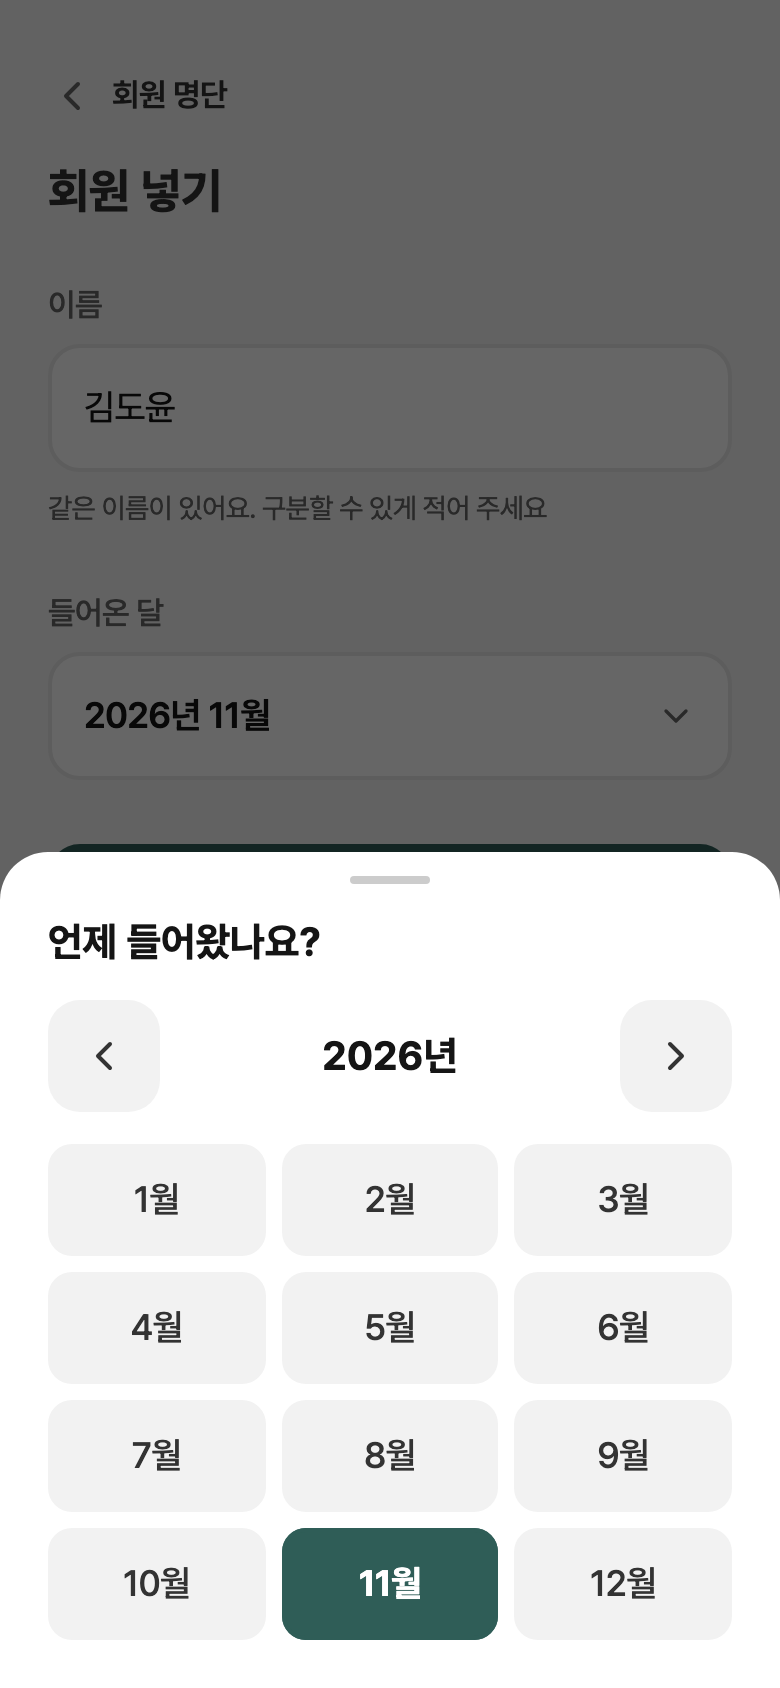 회원 명단
회원 넣기
이름
김도윤
같은 이름이 있어요. 구분할 수 있게 적어 주세요
들어온 달
2026년 11월
언제 들어왔나요?
2026년
1월 2월 3월
4월 5월 6월
7월 8월 9월
10월 11월 12월